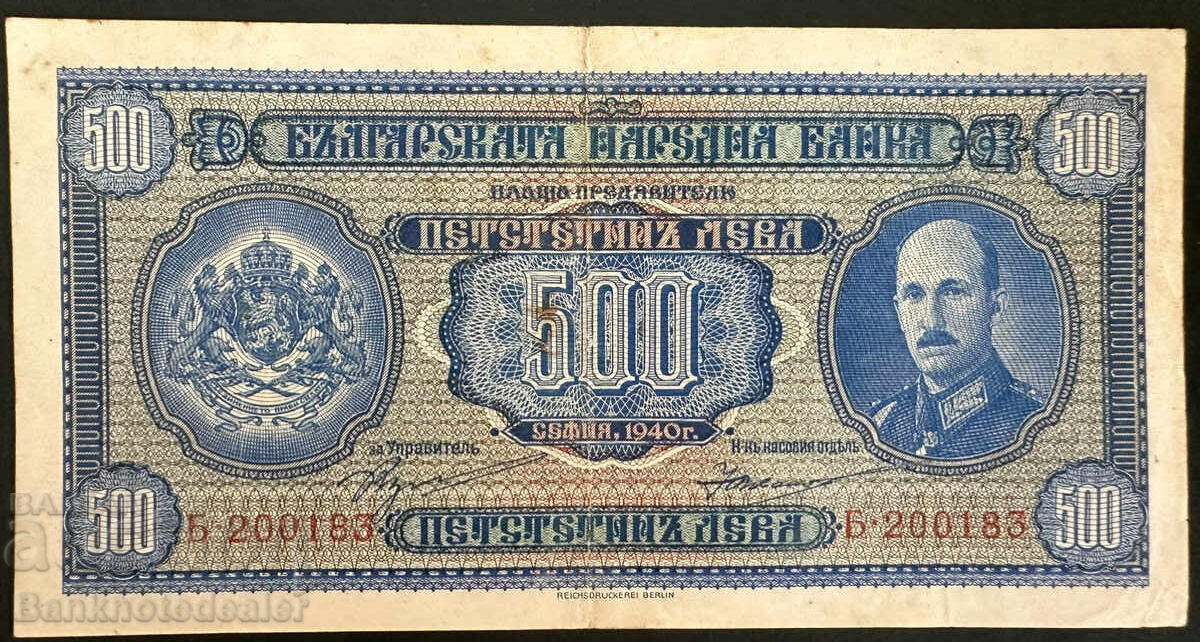 500 500
БЪЛГАРСКАТА НАРОДНА БАНКА
ПЛАЩА ПРЕДЯВИТЕЛЮ
ПЕТСТОТИНЪ ЛЕВА
500
СОФИЯ, 1940 г.
за Управитель Н-къ касовия отдѣлъ
Б·200183 ПЕТСТОТИНЪ ЛЕВА Б·200183
500 500
REICHSDRUCKEREI BERLIN
Banknotedealer